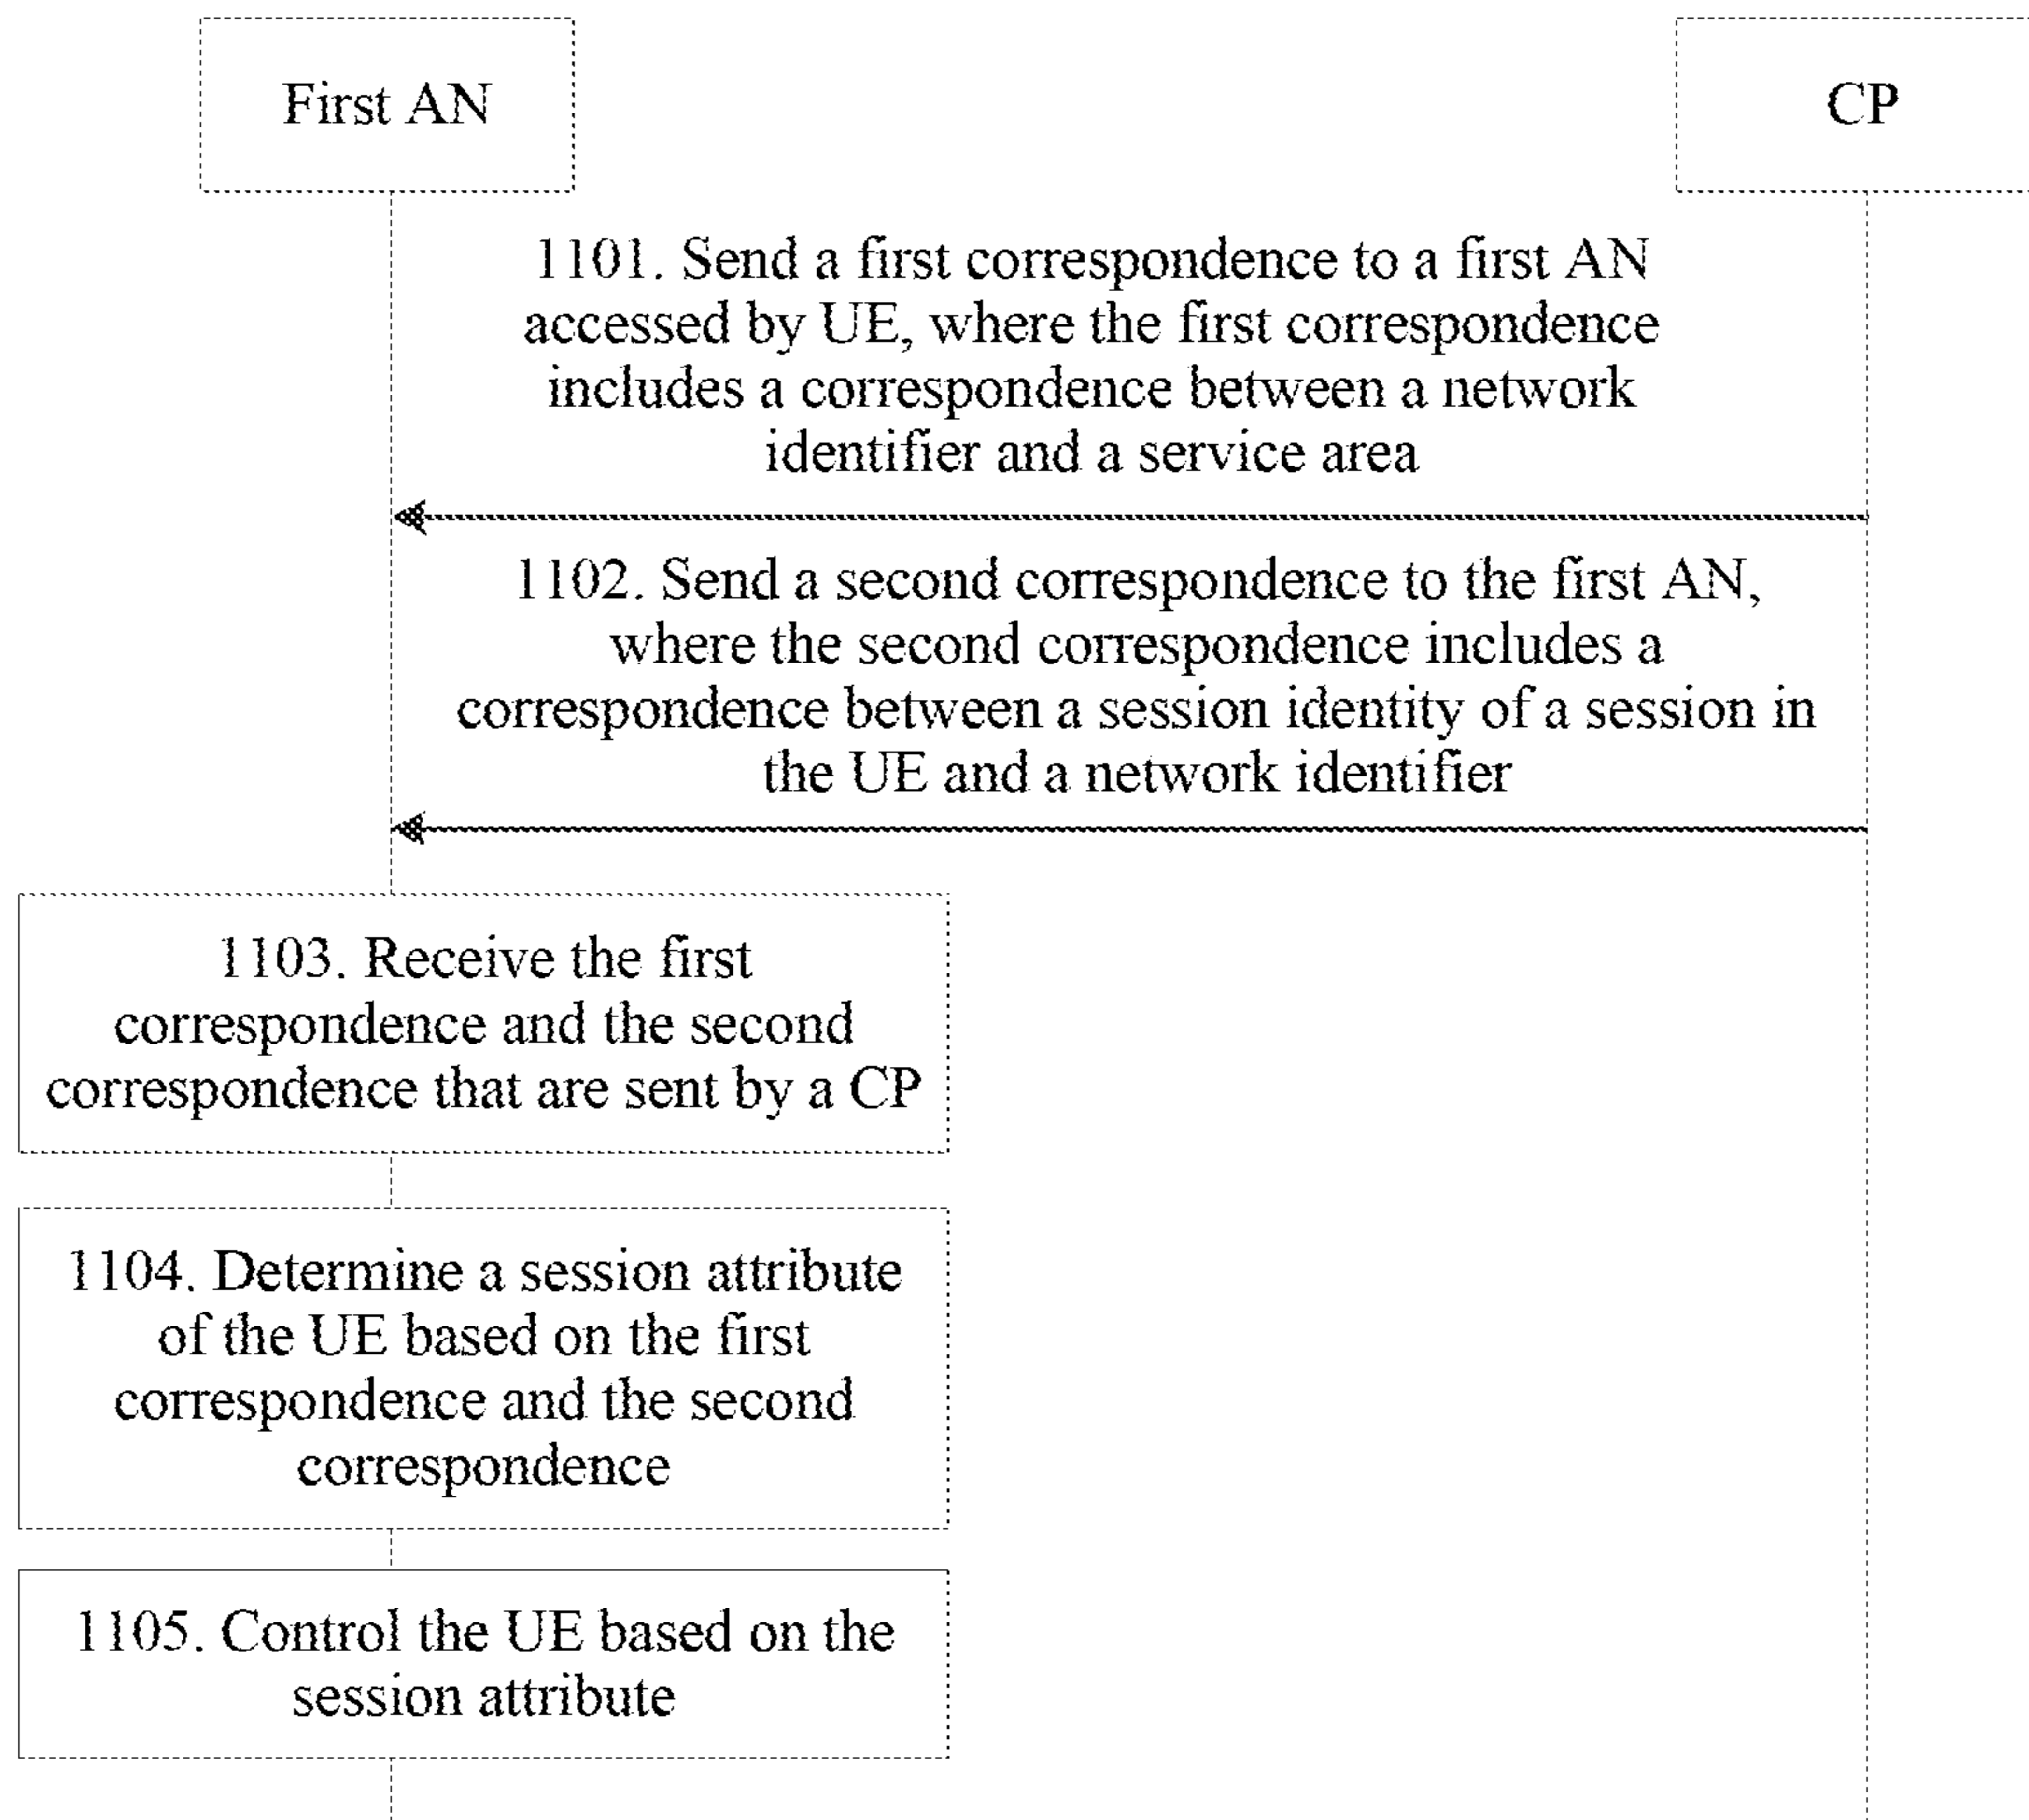 First AN
CP
1101. Send a first correspondence to a first AN
accessed by UE, where the first correspondence
includes a correspondence between a network
identifier and a service area
1102. Send a second correspondence to the first AN,
where the second correspondence includes a
correspondence between a session identity of a session in
the UE and a network identifier
1103. Receive the first
correspondence and the second
correspondence that are sent by a CP
1104. Determine a session attribute
of the UE based on the first
correspondence and the second
correspondence
1105. Control the UE based on the
session attribute